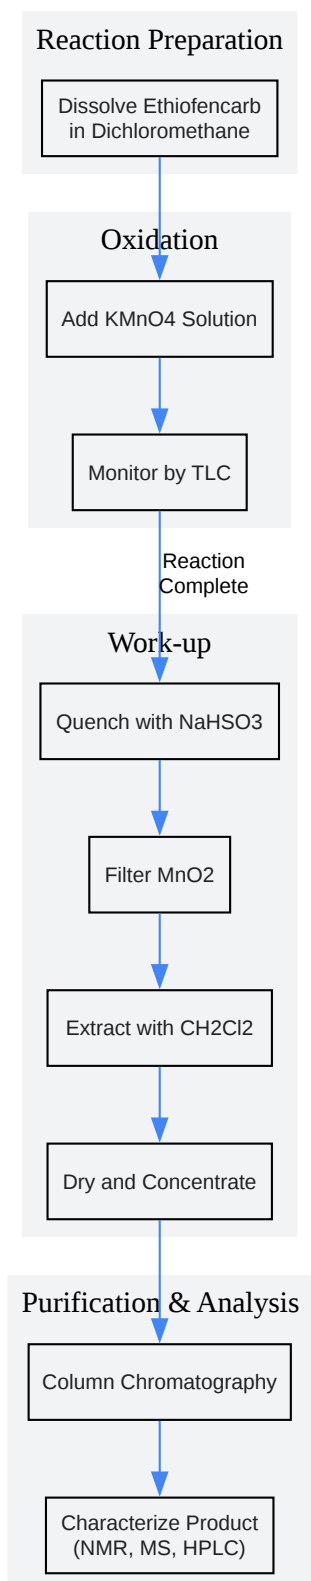 Reaction Preparation
Dissolve Ethiofencarb
in Dichloromethane
Oxidation
Add KMnO4 Solution
Monitor by TLC
Reaction
Complete
Work-up
Quench with NaHSO3
Filter MnO2
Extract with CH2Cl2
Dry and Concentrate
Purification & Analysis
Column Chromatography
Characterize Product
(NMR, MS, HPLC)